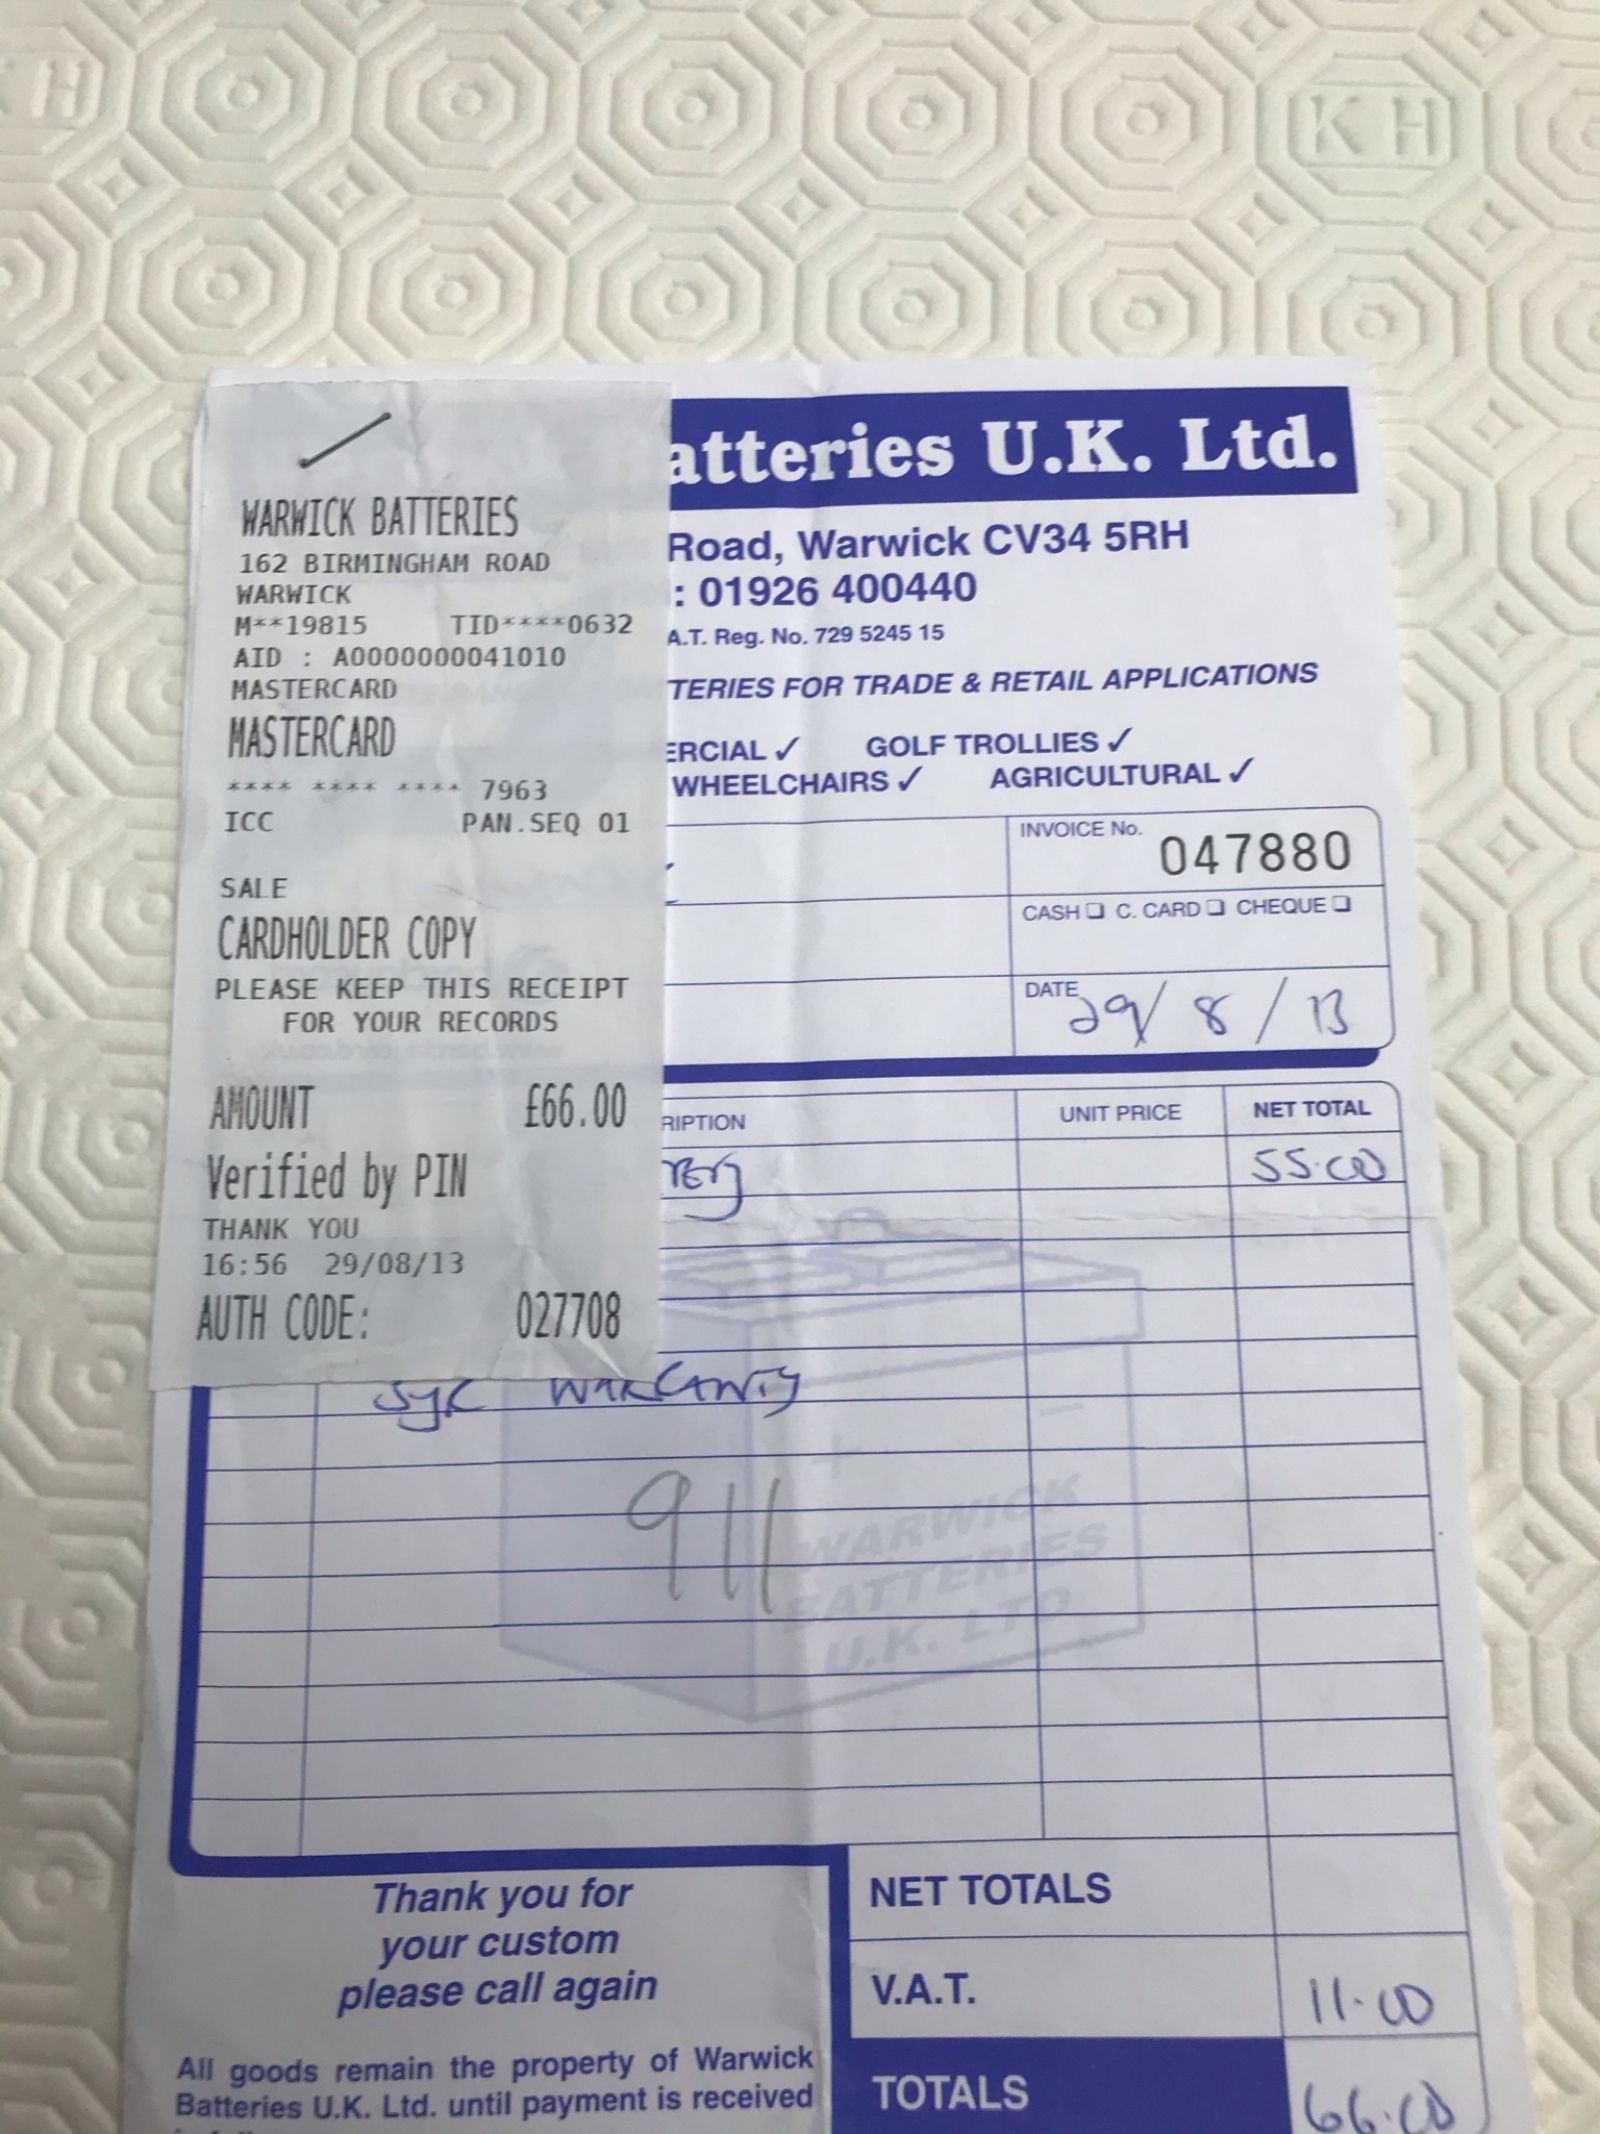 WARWICK BATTERIES
162 BIRMINGHAM ROAD
WARWICK
M**19815 TID****0632
AID : A0000000041010
MASTERCARD
MASTERCARD
**** **** **** 7963
ICC PAN.SEQ 01
SALE
CARDHOLDER COPY
PLEASE KEEP THIS RECEIPT
FOR YOUR RECORDS
AMOUNT £66.00
Verified by PIN
THANK YOU
16:56 29/08/13
AUTH CODE: 027708
atteries U.K. Ltd.
Road, Warwick CV34 5RH
: 01926 400440
A.T. Reg. No. 729 5245 15
TERIES FOR TRADE & RETAIL APPLICATIONS
ERCIAL ✓ GOLF TROLLIES ✓
WHEELCHAIRS ✓ AGRICULTURAL ✓
INVOICE No. 047880
CASH ❑ C. CARD ❑ CHEQUE ❑
DATE 29/8/13
RIPTION UNIT PRICE NET TOTAL
55.00
WARRANTY
911
+ -
WARWICK
BATTERIES
U.K. LTD
Thank you for
your custom
please call again
All goods remain the property of Warwick
Batteries U.K. Ltd. until payment is received
NET TOTALS
V.A.T. 11.00
TOTALS 66.00
KH